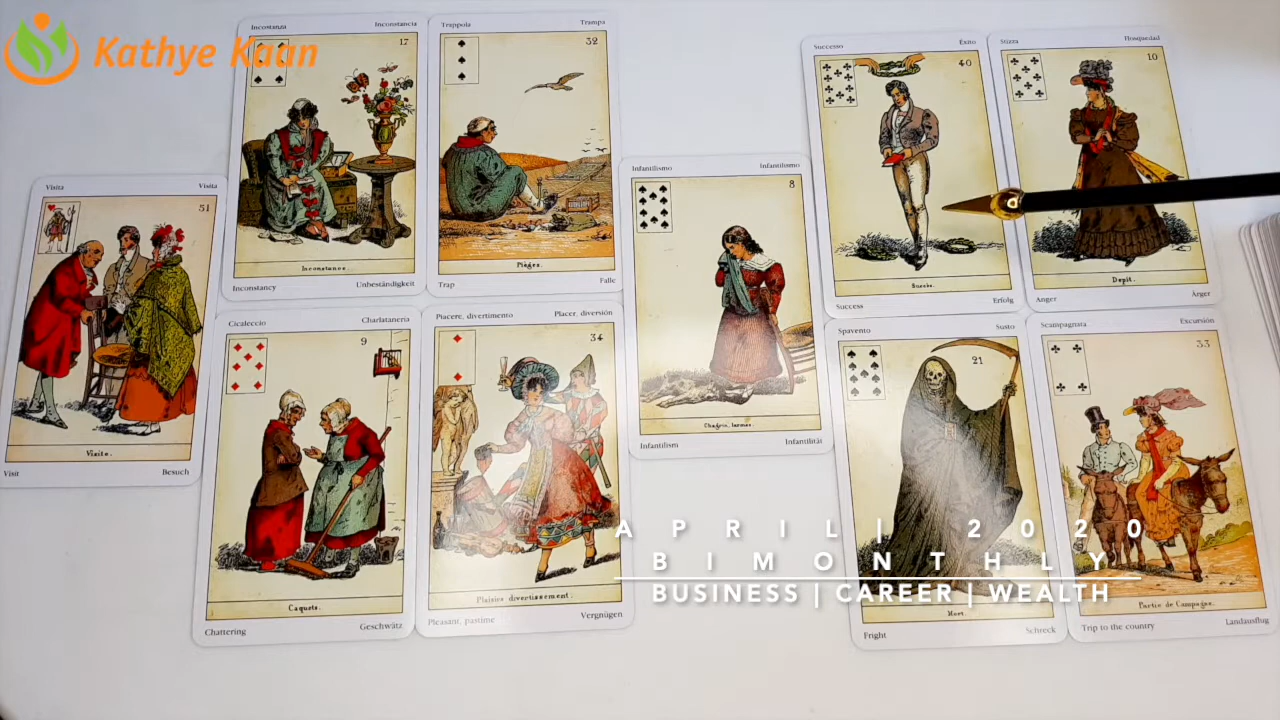 Kathye Kaan
Incostanza Inconstancia
17
Inconstance.
Inconstancy Unbeständigkeit
Trappola Trampa
32
Pièges.
Trap Falle
Successo Éxito
40
Succès.
Success Erfolg
Stizza Hosquedad
10
Depit.
Anger Ärger
Visita Visita
51
Visite.
Visit Besuch
Infantilismo Infantilismo
8
Chagrin, larmes.
Infantilism Infantilität
Cicaleccio Charlatanería
9
Caquets.
Chattering Geschwätz
Piacere, divertimento Placer, diversión
34
Plaisirs divertissement.
Pleasant, pastime Vergnügen
Spavento Susto
21
Mort.
Fright Schreck
Scampagnata Excursión
33
Partie de Campagne.
Trip to the country Landausflug
APRIL | 2020
BIMONTHLY
BUSINESS | CAREER | WEALTH